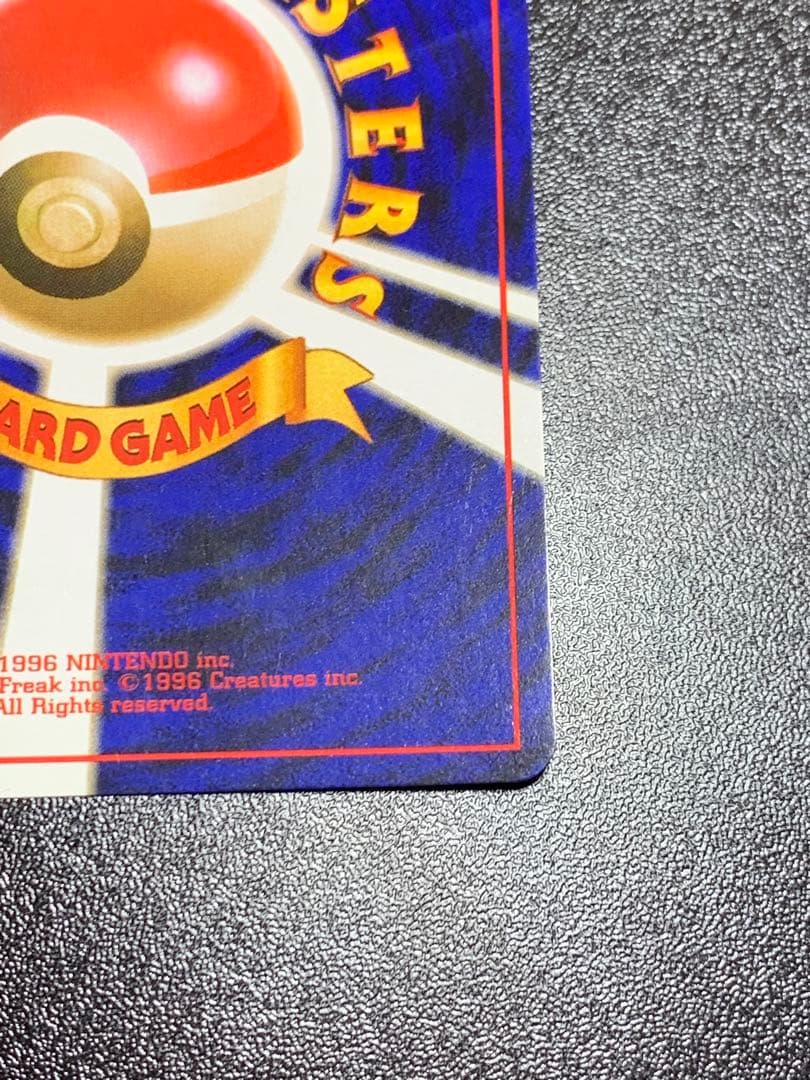 STERS
ARD GAME
1996 NINTENDO inc.
Freak inc. ©1996 Creatures inc.
All Rights reserved.